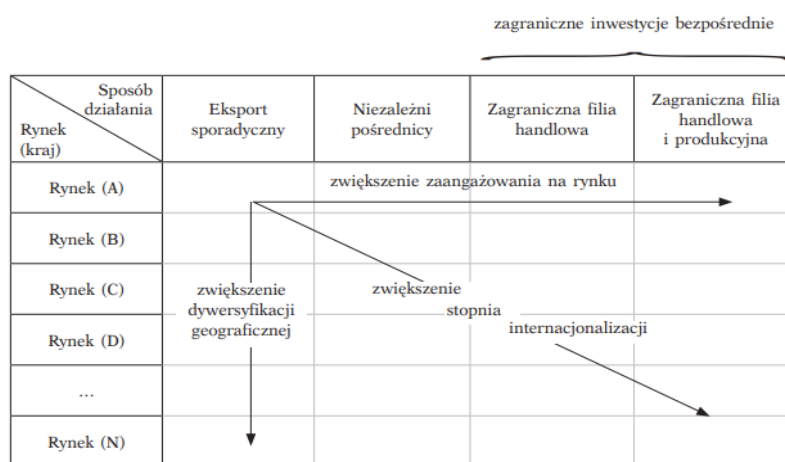 zagraniczne inwestycje bezpośrednie
Sposób
działania
Rynek
(kraj)
Eksport
sporadyczny
Niezależni
pośrednicy
Zagraniczna filia
handlowa
Zagraniczna filia
handlowa
i produkcyjna
Rynek (A)
zwiększenie zaangażowania na rynku
Rynek (B)
Rynek (C)
zwiększenie
dywersyfikacji
geograficznej
zwiększenie
stopnia
internacjonalizacji
Rynek (D)
...
Rynek (N)